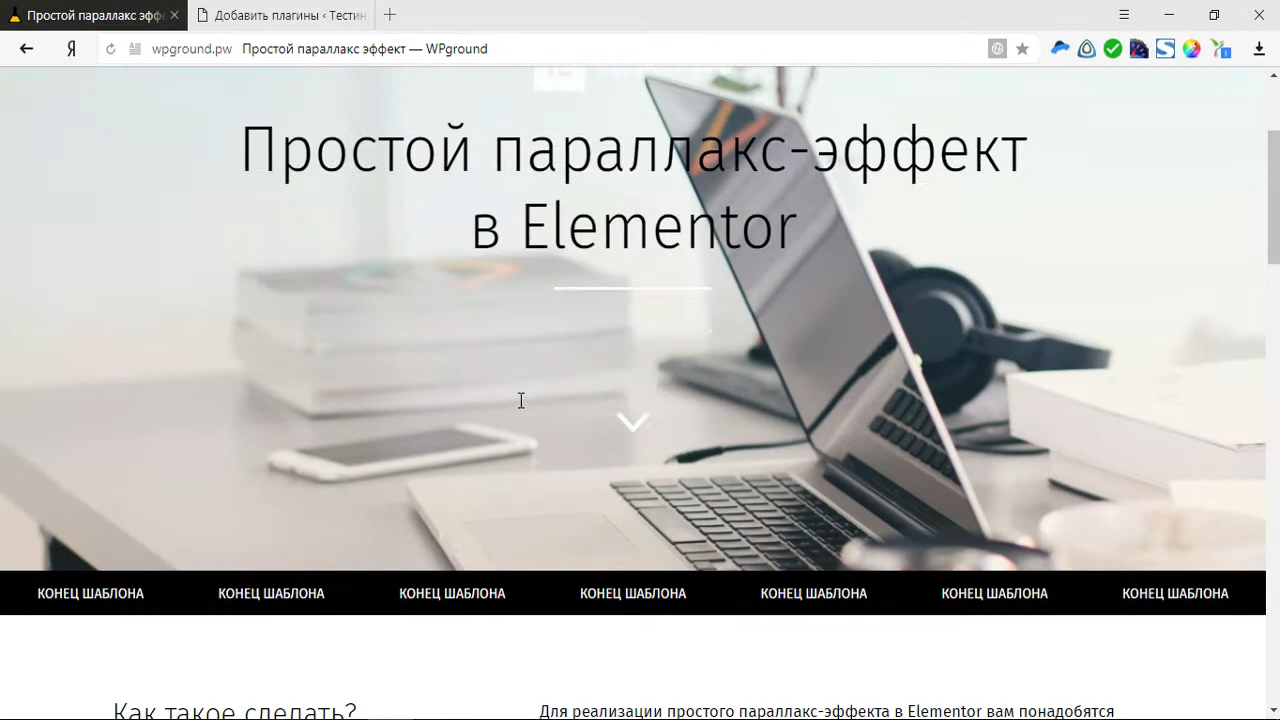 Простой параллакс эфф
Добавить плагины ‹ Тестин
Я
wpground.pw Простой параллакс эффект — WPground
Простой параллакс-эффект
в Elementor
КОНЕЦ ШАБЛОНА КОНЕЦ ШАБЛОНА КОНЕЦ ШАБЛОНА КОНЕЦ ШАБЛОНА КОНЕЦ ШАБЛОНА КОНЕЦ ШАБЛОНА КОНЕЦ ШАБЛОНА
Как такое сделать?
Для реализации простого параллакс-эффекта в Elementor вам понадобятся